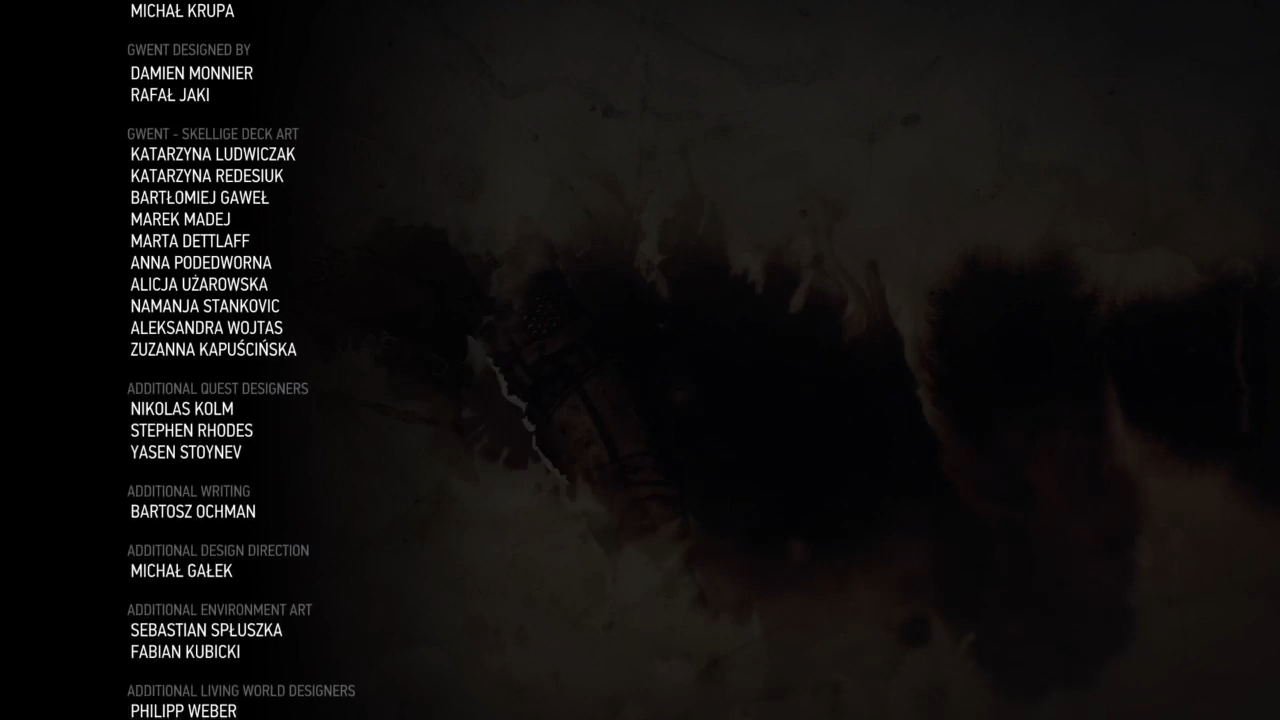 MICHAŁ KRUPA
GWENT DESIGNED BY
DAMIEN MONNIER
RAFAŁ JAKI
GWENT - SKELLIGE DECK ART
KATARZYNA LUDWICZAK
KATARZYNA REDESIUK
BARTŁOMIEJ GAWEŁ
MAREK MADEJ
MARTA DETTLAFF
ANNA PODEDWORNA
ALICJA UŻAROWSKA
NAMANJA STANKOVIC
ALEKSANDRA WOJTAS
ZUZANNA KAPUŚCIŃSKA
ADDITIONAL QUEST DESIGNERS
NIKOLAS KOLM
STEPHEN RHODES
YASEN STOYNEV
ADDITIONAL WRITING
BARTOSZ OCHMAN
ADDITIONAL DESIGN DIRECTION
MICHAŁ GAŁEK
ADDITIONAL ENVIRONMENT ART
SEBASTIAN SPŁUSZKA
FABIAN KUBICKI
ADDITIONAL LIVING WORLD DESIGNERS
PHILIPP WEBER